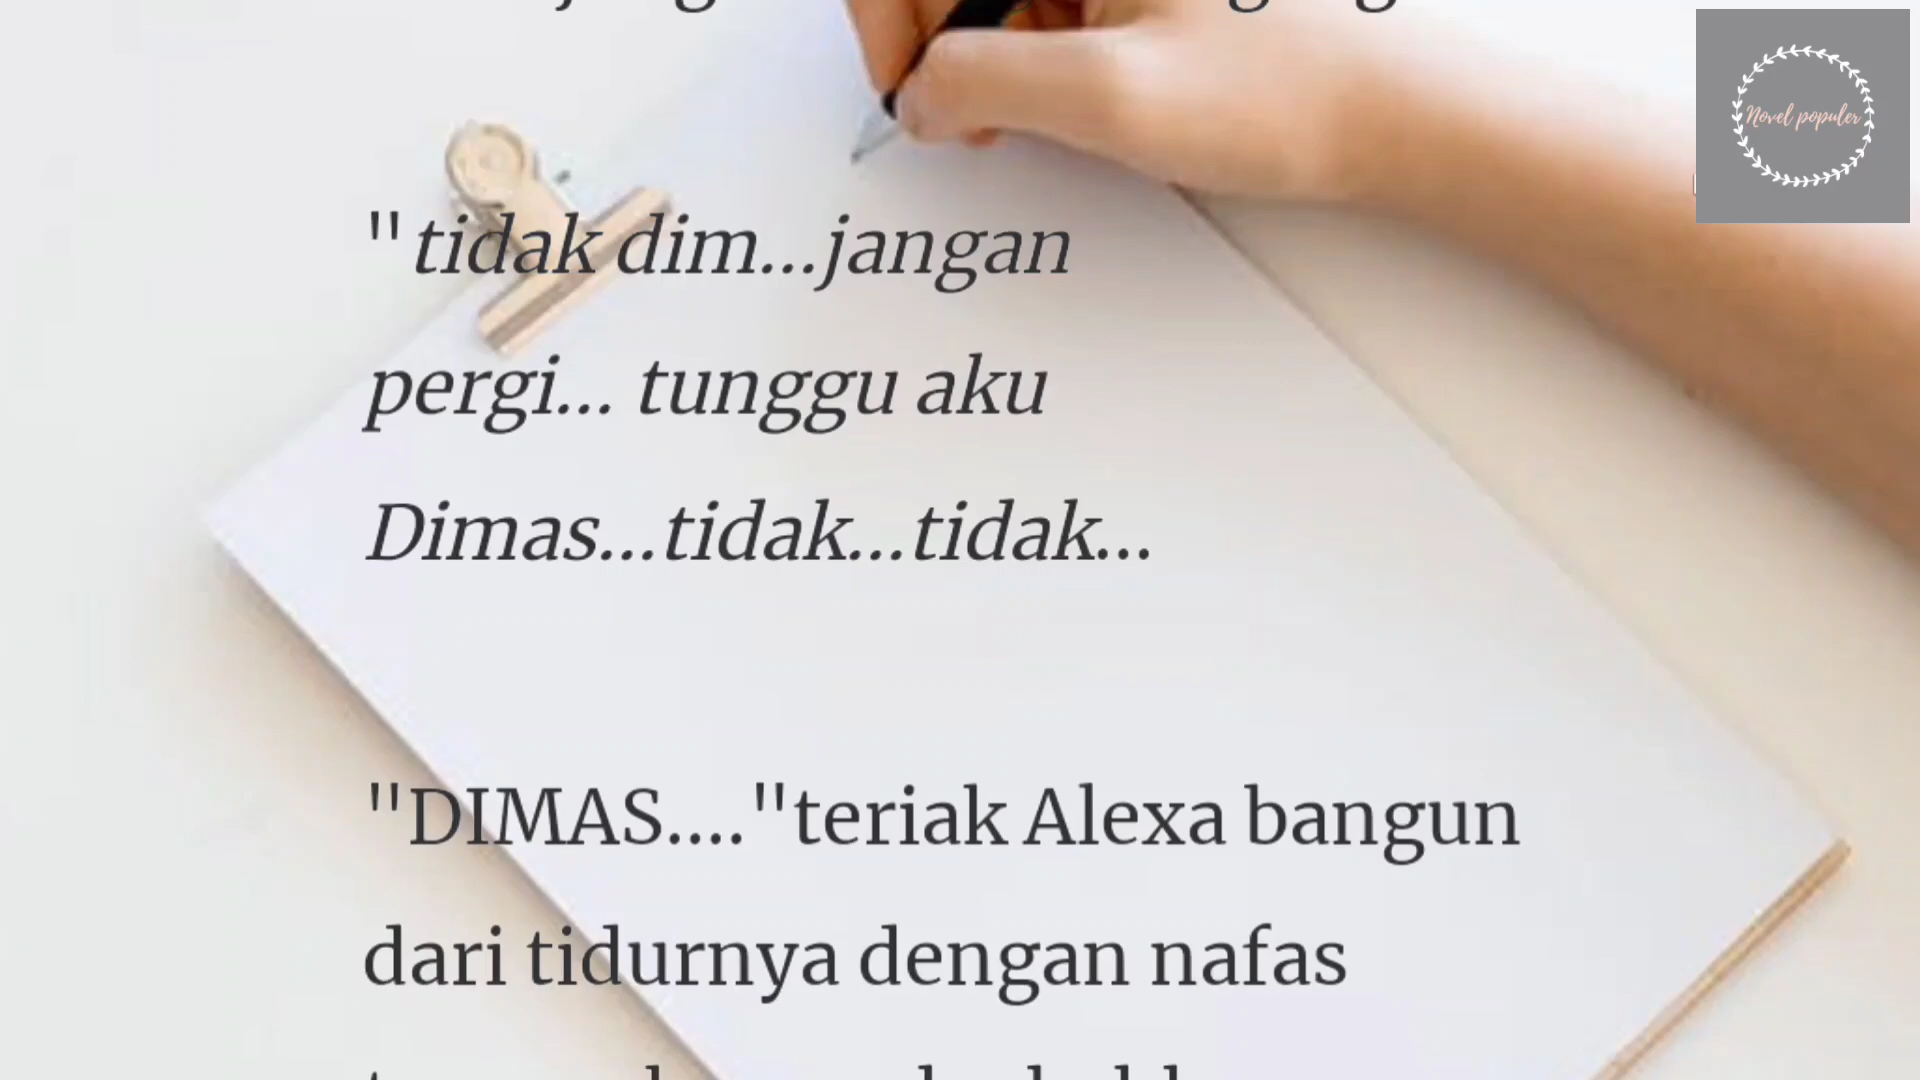 Novel populer
"tidak dim...jangan
pergi... tunggu aku
Dimas...tidak...tidak...
"DIMAS...."teriak Alexa bangun
dari tidurnya dengan nafas